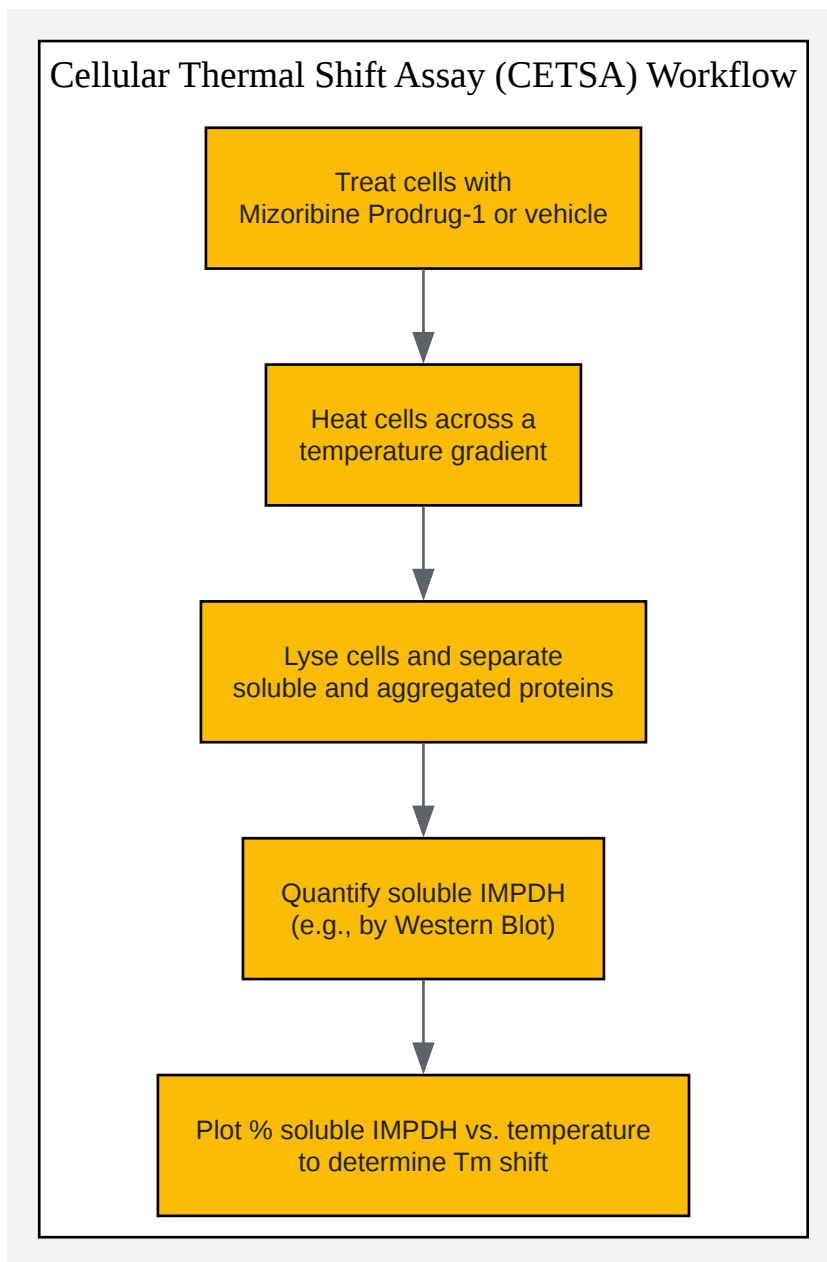 Cellular Thermal Shift Assay (CETSA) Workflow
Treat cells with
Mizoribine Prodrug-1 or vehicle
Heat cells across a
temperature gradient
Lyse cells and separate
soluble and aggregated proteins
Quantify soluble IMPDH
(e.g., by Western Blot)
Plot % soluble IMPDH vs. temperature
to determine Tm shift